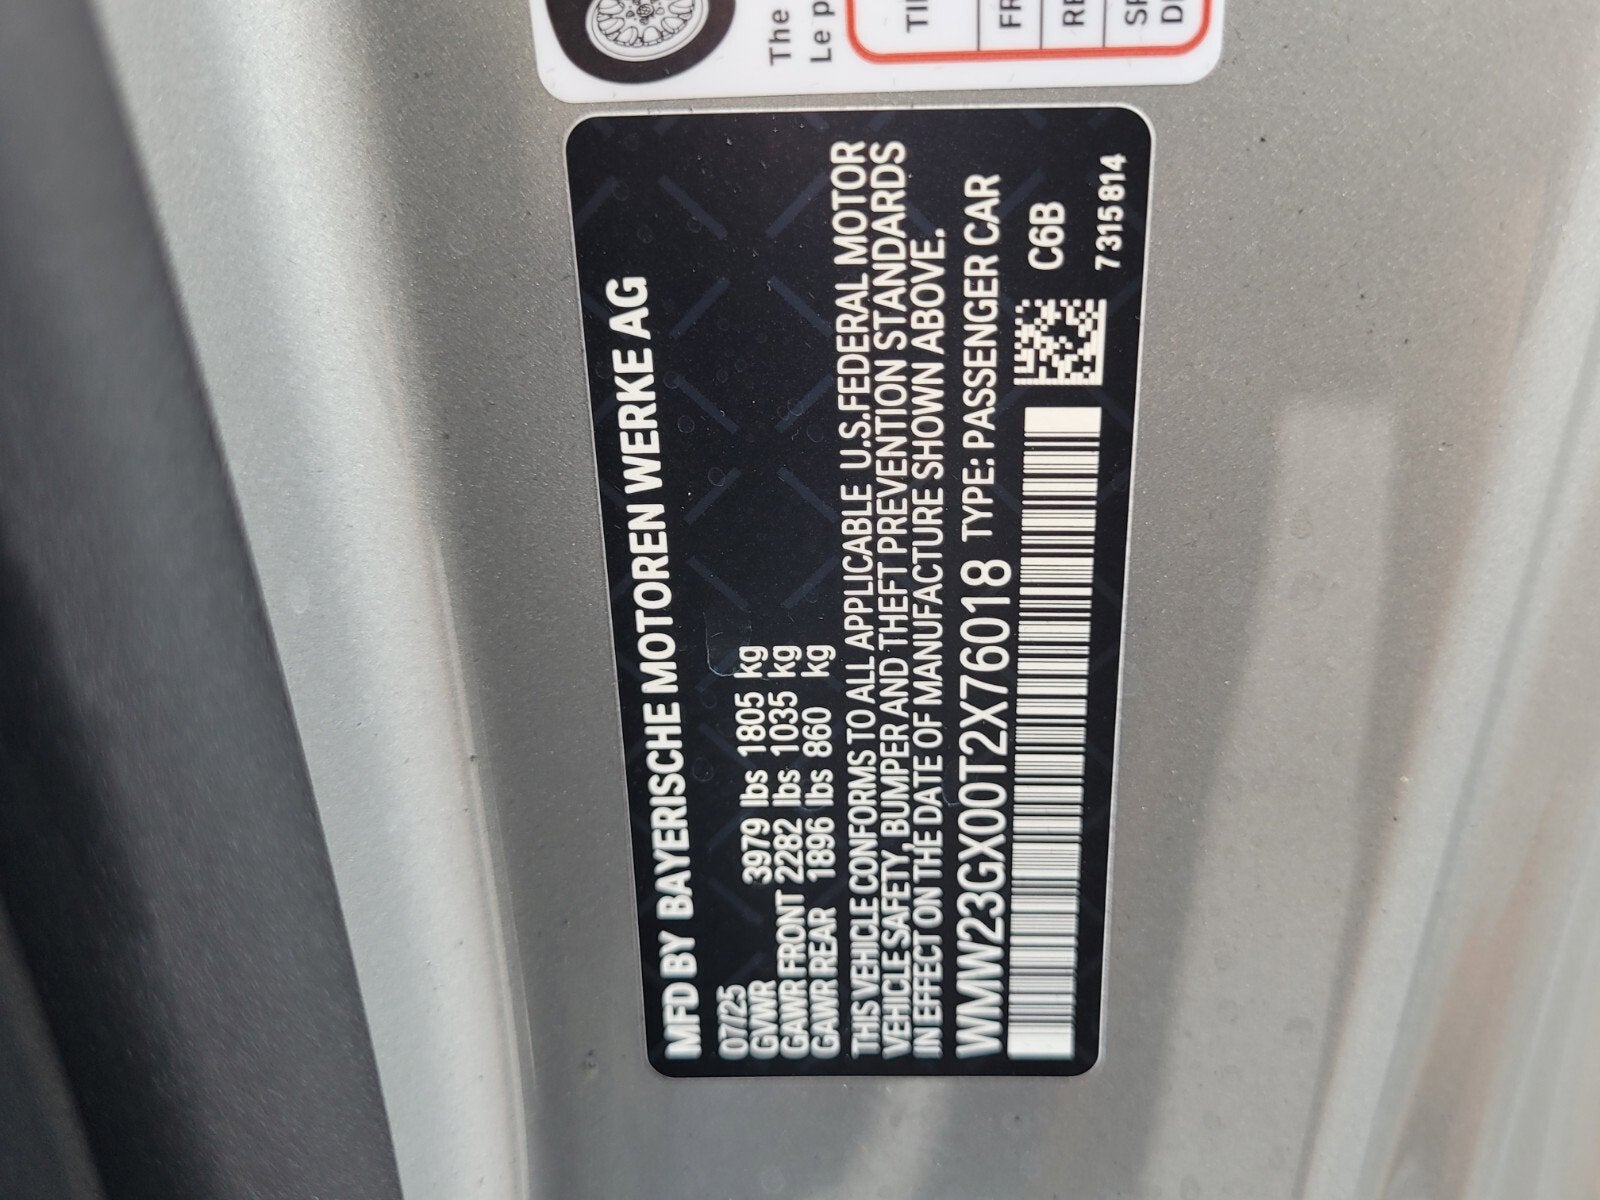 The
Le p
MFD BY BAYERISCHE MOTOREN WERKE AG
07/25
GVWR 3979 lbs 1805 kg
GAWR FRONT 2282 lbs 1035 kg
GAWR REAR 1896 lbs 860 kg
THIS VEHICLE CONFORMS TO ALL APPLICABLE U.S.FEDERAL MOTOR
VEHICLE SAFETY, BUMPER AND THEFT PREVENTION STANDARDS
IN EFFECT ON THE DATE OF MANUFACTURE SHOWN ABOVE.
WMW23GX00T2X76018 TYPE: PASSENGER CAR
C6B
7315814